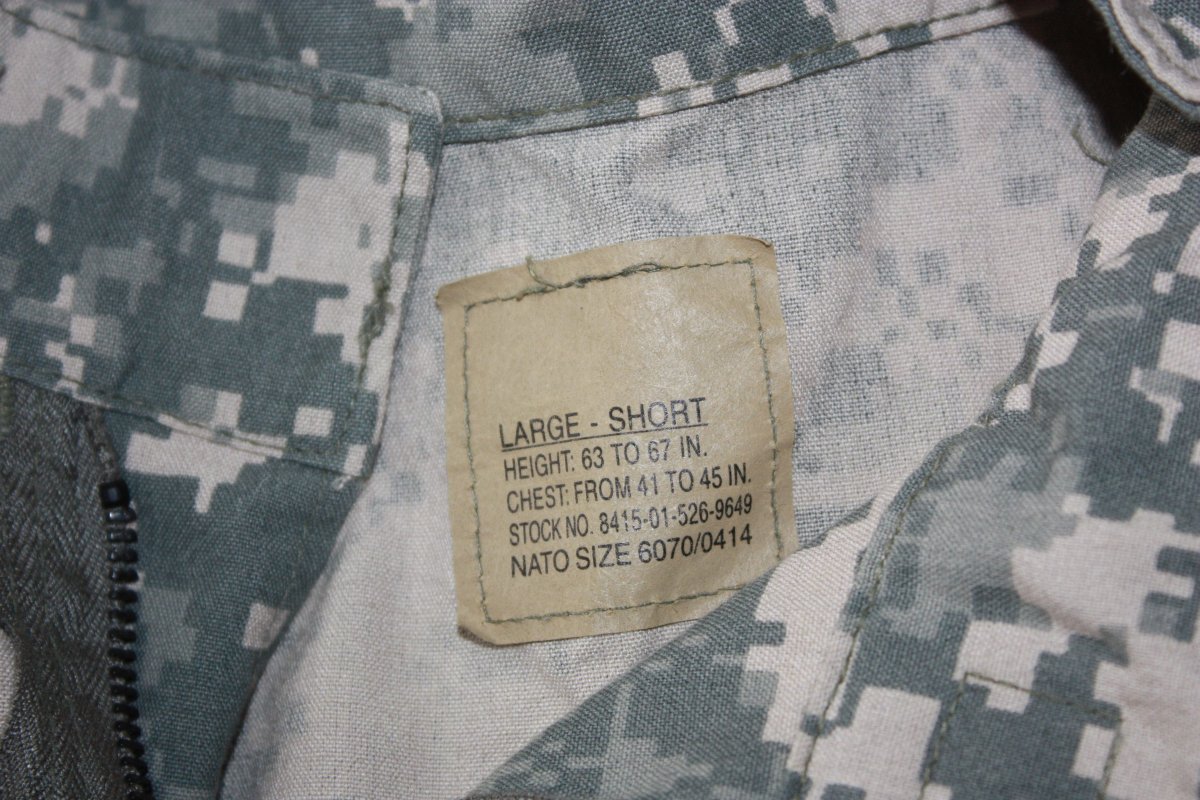 LARGE - SHORT
HEIGHT: 63 TO 67 IN.
CHEST: FROM 41 TO 45 IN.
STOCK NO. 8415-01-526-9649
NATO SIZE 6070/0414